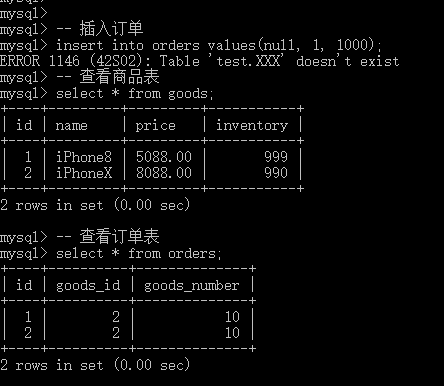 mysql>
mysql> -- 插入订单
mysql> insert into orders values(null, 1, 1000);
ERROR 1146 (42S02): Table 'test.XXX' doesn't exist
mysql> -- 查看商品表
mysql> select * from goods;
+----+---------+---------+-----------+
| id | name    | price   | inventory |
+----+---------+---------+-----------+
|  1 | iPhone8 | 5088.00 |       999 |
|  2 | iPhoneX | 8088.00 |       990 |
+----+---------+---------+-----------+
2 rows in set (0.00 sec)
mysql> -- 查看订单表
mysql> select * from orders;
+----+----------+--------------+
| id | goods_id | goods_number |
+----+----------+--------------+
|  1 |        2 |           10 |
|  2 |        2 |           10 |
+----+----------+--------------+
2 rows in set (0.00 sec)